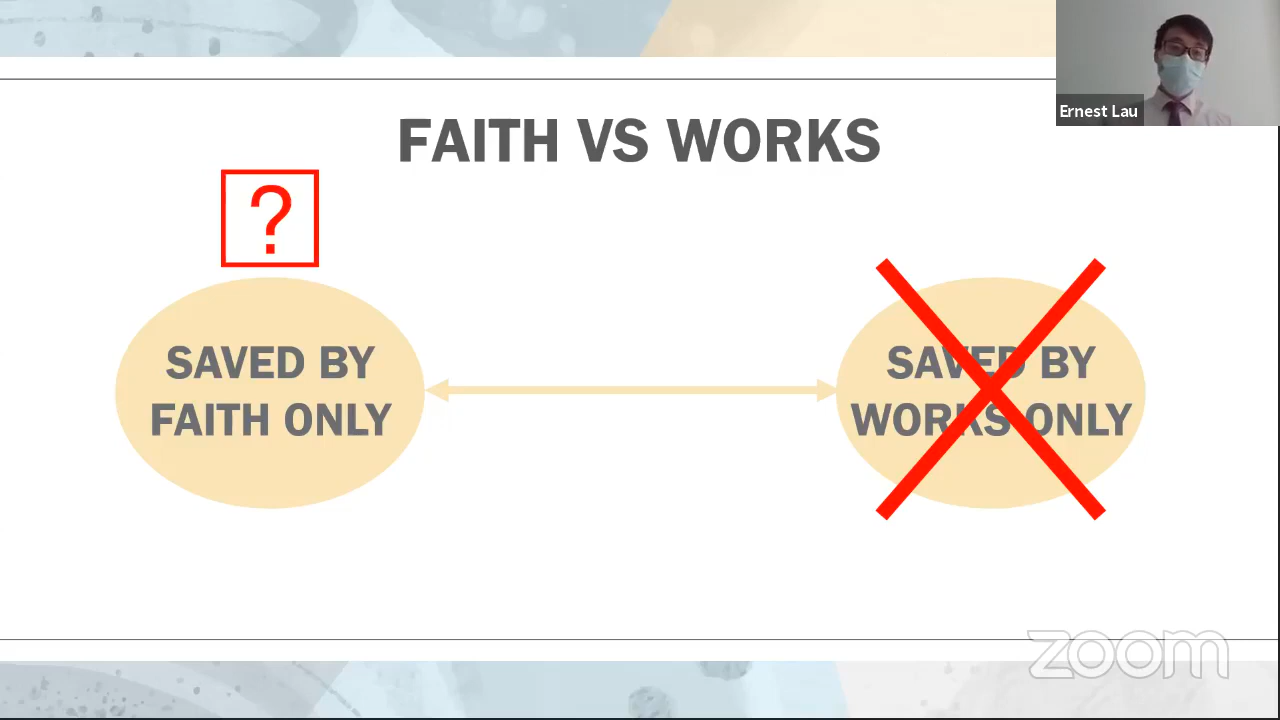 FAITH VS WORKS
Ernest Lau
?
SAVED BY
FAITH ONLY
SAVED BY
WORKS ONLY
zoom